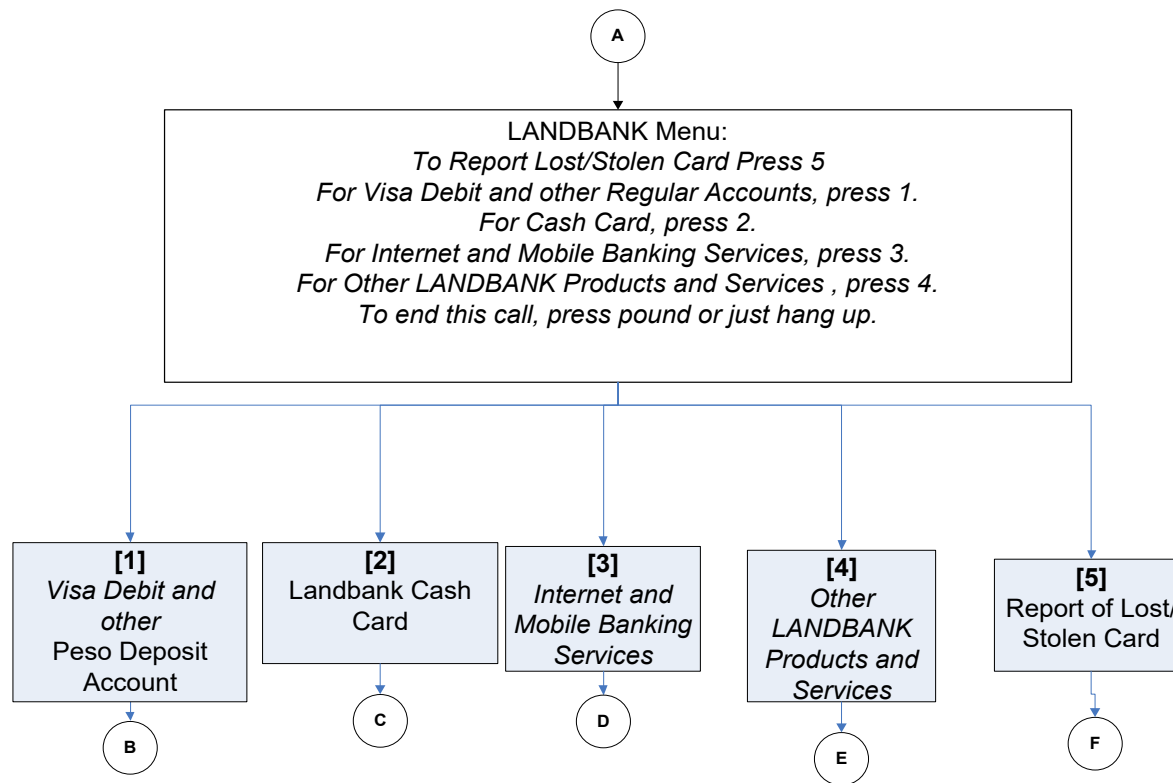 A
LANDBANK Menu:
To Report Lost/Stolen Card Press 5
For Visa Debit and other Regular Accounts, press 1.
For Cash Card, press 2.
For Internet and Mobile Banking Services, press 3.
For Other LANDBANK Products and Services , press 4.
To end this call, press pound or just hang up.
[1]
Visa Debit and
other
Peso Deposit
Account
B
[2]
Landbank Cash
Card
C
[3]
Internet and
Mobile Banking
Services
D
[4]
Other
LANDBANK
Products and
Services
E
[5]
Report of Lost/
Stolen Card
F